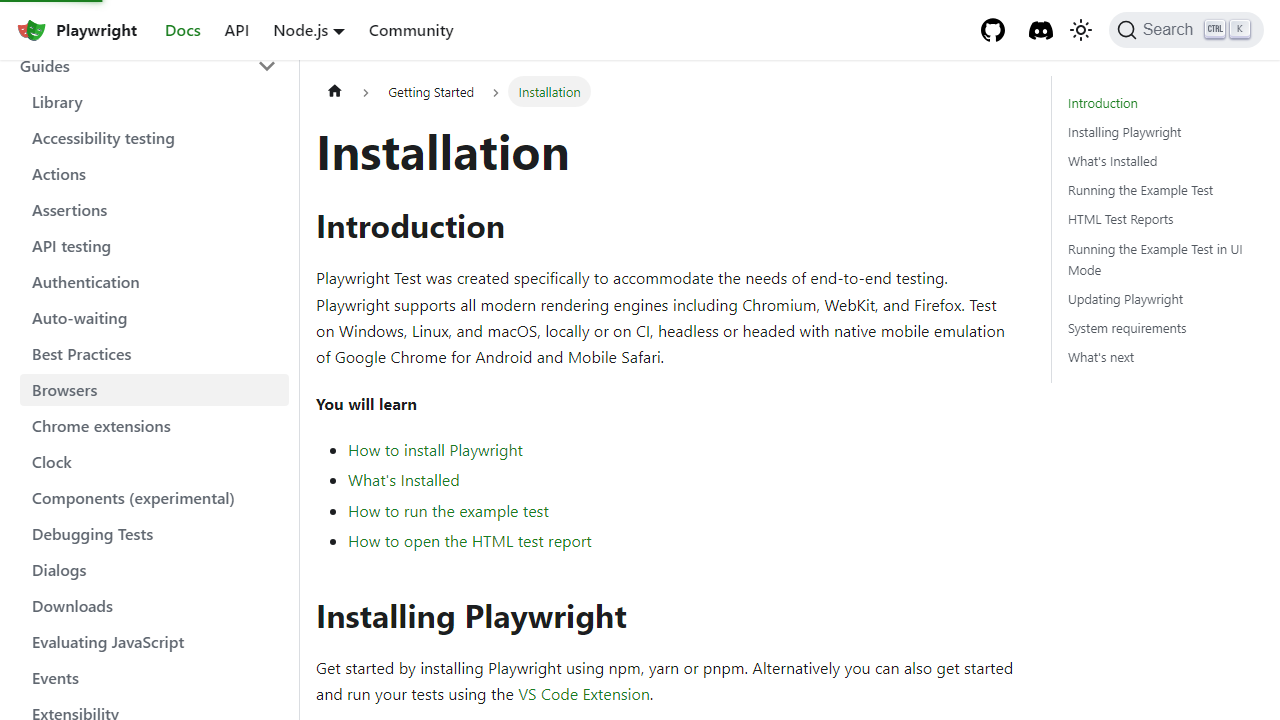 Playwright
Docs
API
Node.js
Community
Search
CTRL
K
Guides
Library
Accessibility testing
Actions
Assertions
API testing
Authentication
Auto-waiting
Best Practices
Browsers
Chrome extensions
Clock
Components (experimental)
Debugging Tests
Dialogs
Downloads
Evaluating JavaScript
Events
Extensibility
Getting Started
Installation
Installation
Introduction
Playwright Test was created specifically to accommodate the needs of end-to-end testing.
Playwright supports all modern rendering engines including Chromium, WebKit, and Firefox. Test
on Windows, Linux, and macOS, locally or on CI, headless or headed with native mobile emulation
of Google Chrome for Android and Mobile Safari.
You will learn
How to install Playwright
What's Installed
How to run the example test
How to open the HTML test report
Installing Playwright
Get started by installing Playwright using npm, yarn or pnpm. Alternatively you can also get started
and run your tests using the VS Code Extension.
Introduction
Installing Playwright
What's Installed
Running the Example Test
HTML Test Reports
Running the Example Test in UI
Mode
Updating Playwright
System requirements
What's next